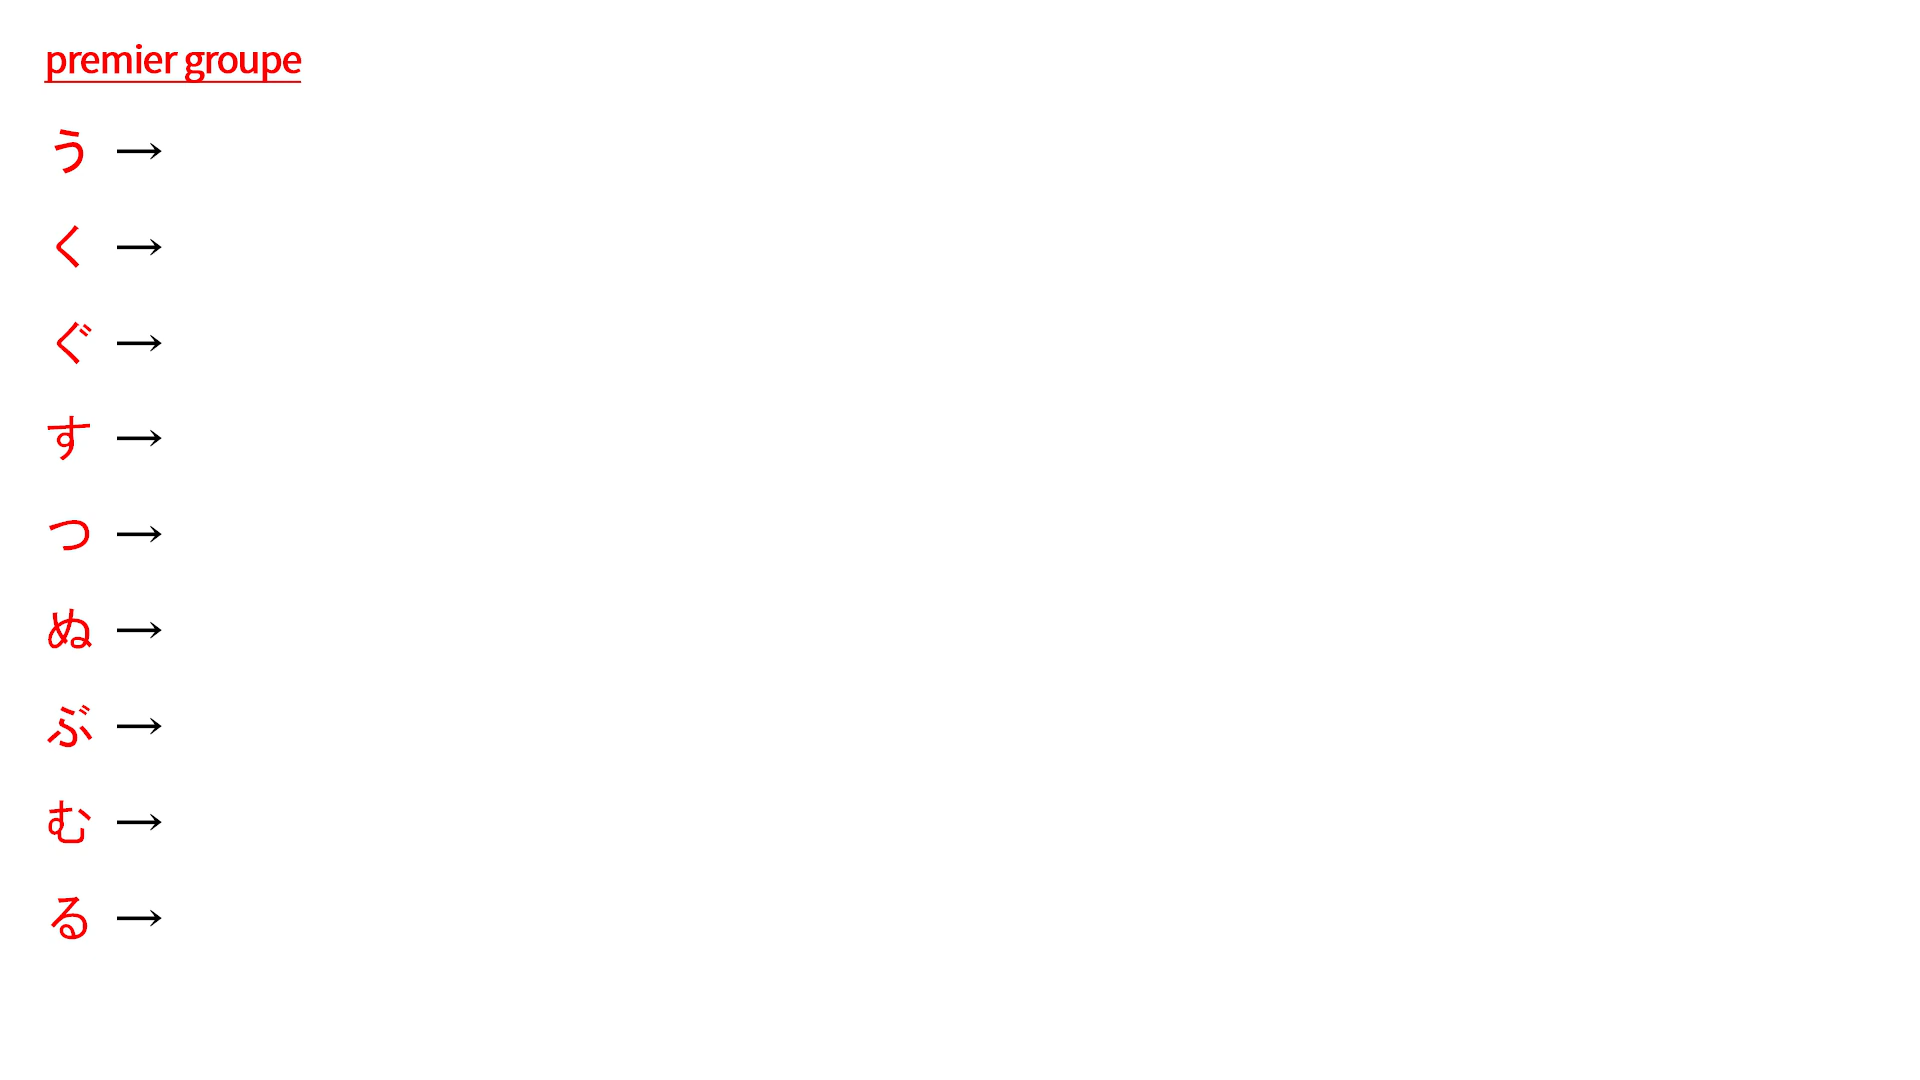 premier groupe
う →
く →
ぐ →
す →
つ →
ぬ →
ぶ →
む →
る →